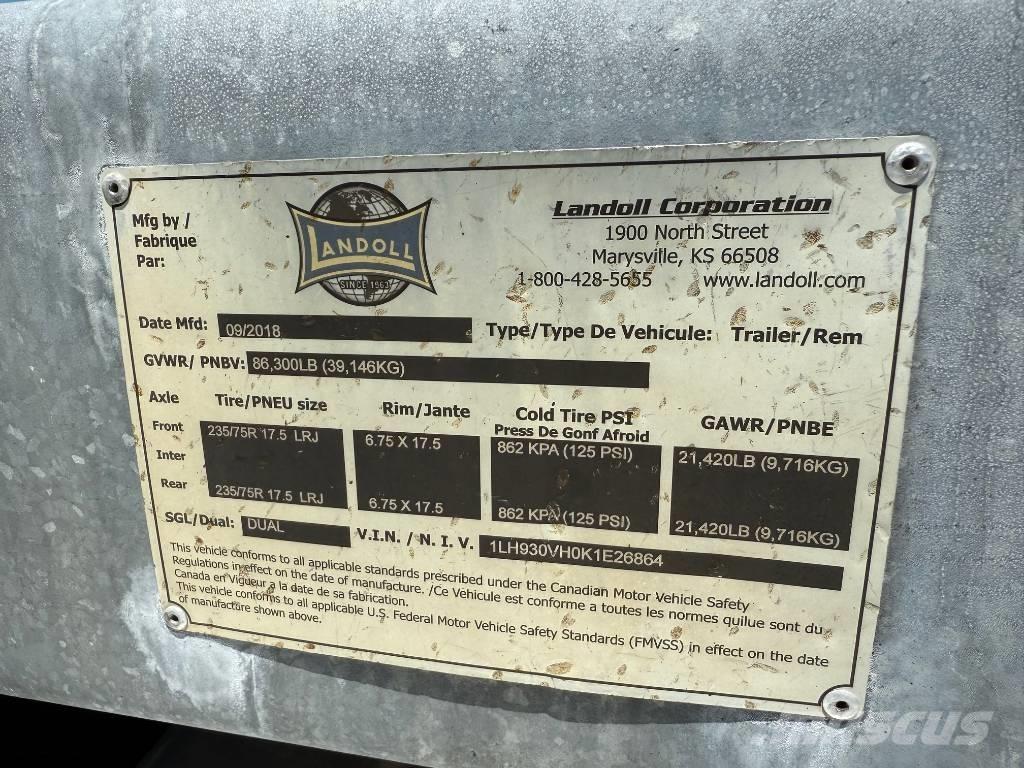 Mfg by /
Fabrique
Par:
LANDOLL
SINCE 1963
Landoll Corporation
1900 North Street
Marysville, KS 66508
1-800-428-5655 www.landoll.com
Date Mfd: 09/2018 Type/Type De Vehicule: Trailer/Rem
GVWR/ PNBV: 86,300LB (39,146KG)
Axle Tire/PNEU size Rim/Jante Cold Tire PSI GAWR/PNBE
Press De Gonf Afroid
Front 235/75R 17.5 LRJ 6.75 X 17.5 862 KPA (125 PSI) 21,420LB (9,716KG)
Inter
Rear 235/75R 17.5 LRJ 6.75 X 17.5 862 KPA (125 PSI) 21,420LB (9,716KG)
SGL/Dual: DUAL V.I.N. / N. I. V. 1LH930VH0K1E26864
This vehicle conforms to all applicable standards prescribed under the Canadian Motor Vehicle Safety
Regulations in effect on the date of manufacture. /Ce Vehicule est conforme a toutes les normes quilue sont du
Canada en Vigueur a la date de sa fabrication.
This vehicle conforms to all applicable U.S. Federal Motor Vehicle Safety Standards (FMVSS) in effect on the date
of manufacture shown above.
MASCUS